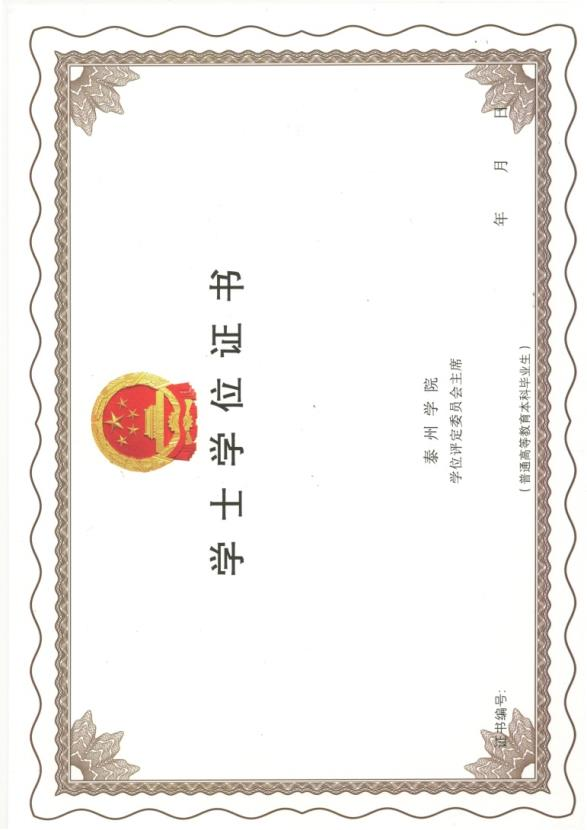 学士学位证书
泰州学院
学位评定委员会主席
证书编号:
年 月 日
(普通高等教育本科毕业生)